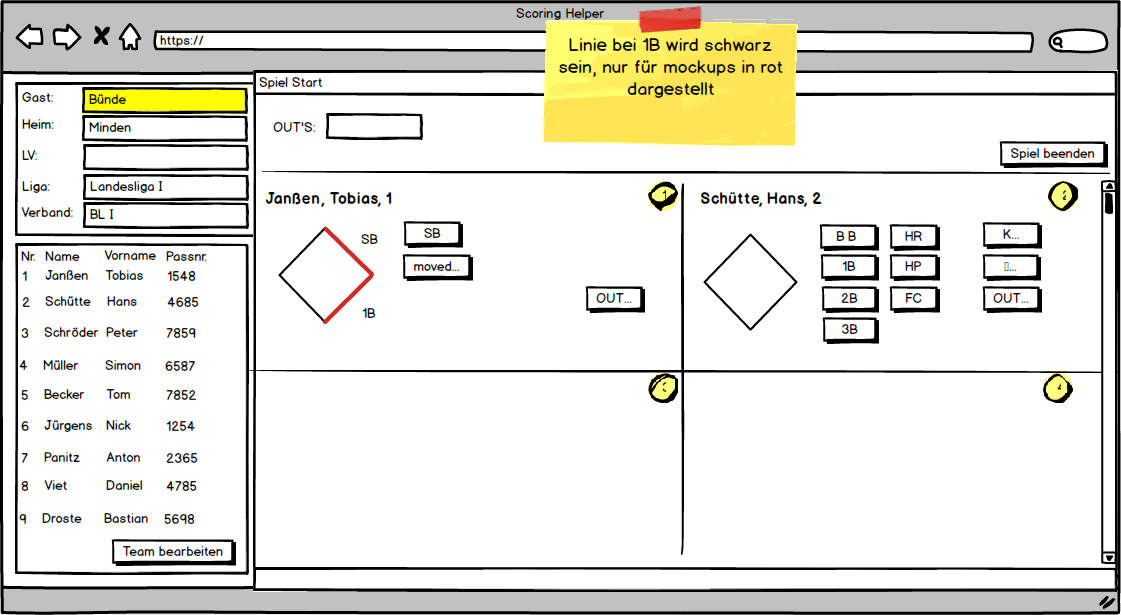 Scoring Helper
https://
Linie bei 1B wird schwarz
sein, nur für mockups in rot
dargestellt
Gast: Bünde
Heim: Minden
LV:
Liga: Landesliga I
Verband: BL I
Nr. Name Vorname Passnr.
1 Janßen Tobias 1548
2 Schütte Hans 4685
3 Schröder Peter 7859
4 Müller Simon 6587
5 Becker Tom 7852
6 Jürgens Nick 1254
7 Panitz Anton 2365
8 Viet Daniel 4785
9 Droste Bastian 5698
Team bearbeiten
Spiel Start
OUT'S:
Spiel beenden
Janßen, Tobias, 1
1
SB
SB
moved...
OUT...
1B
Schütte, Hans, 2
2
B B HR K...
1B HP
2B FC OUT...
3B
3
4